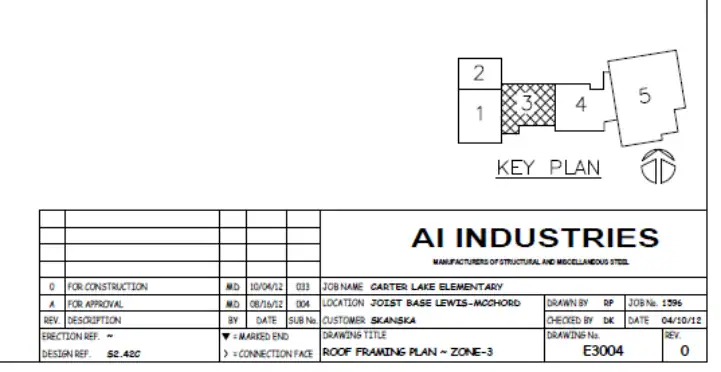 2
1
3
4
5
KEY PLAN
AI INDUSTRIES
MANUFACTURERS OF STRUCTURAL AND MISCELLANEOUS STEEL
0 FOR CONSTRUCTION MD 10/04/12 033
A FOR APPROVAL MD 08/16/12 004
REV. DESCRIPTION BY DATE SUB No.
ERECTION REF. ~
DESIGN REF. S2.42C
▼ = MARKED END
> = CONNECTION FACE
JOB NAME CARTER LAKE ELEMENTARY
LOCATION JOIST BASE LEWIS-MCCHORD
CUSTOMER SKANSKA
DRAWN BY RP JOB No. 1596
CHECKED BY DK DATE 04/10/12
DRAWING TITLE
ROOF FRAMING PLAN ~ ZONE-3
DRAWING No.
E3004
REV.
0